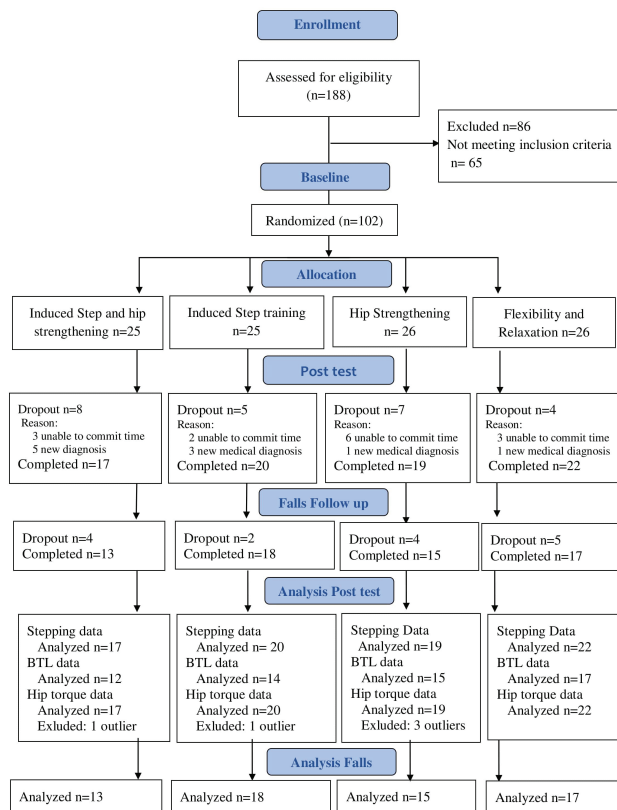 Enrollment
Assessed for eligibility
(n=188)
Excluded n=86
Not meeting inclusion criteria
n= 65
Baseline
Randomized (n=102)
Allocation
Induced Step and hip
strengthening n=25
Induced Step training
n=25
Hip Strengthening
n= 26
Flexibility and
Relaxation n=26
Post test
Dropout n=8
Reason:
3 unable to commit time
5 new diagnosis
Completed n=17
Dropout n=5
Reason:
2 unable to commit time
3 new medical diagnosis
Completed n=20
Dropout n=7
Reason:
6 unable to commit time
1 new medical diagnosis
Completed n=19
Dropout n=4
Reason:
3 unable to commit time
1 new medical diagnosis
Completed n=22
Falls Follow up
Dropout n=4
Completed n=13
Dropout n=2
Completed n=18
Dropout n=4
Completed n=15
Dropout n=5
Completed n=17
Analysis Post test
Stepping data
Analyzed n=17
BTL data
Analyzed n=12
Hip torque data
Analyzed n=17
Exluded: 1 outlier
Stepping data
Analyzed n= 20
BTL data
Analyzed n=14
Hip torque data
Analyzed n=20
Exluded: 1 outlier
Stepping Data
Analyzed n=19
BTL data
Analyzed n=15
Hip torque data
Analyzed n=19
Exluded: 3 outliers
Stepping Data
Analyzed n=22
BTL data
Analyzed n=17
Hip torque data
Analyzed n=22
Analysis Falls
Analyzed n=13
Analyzed n=18
Analyzed n=15
Analyzed n=17